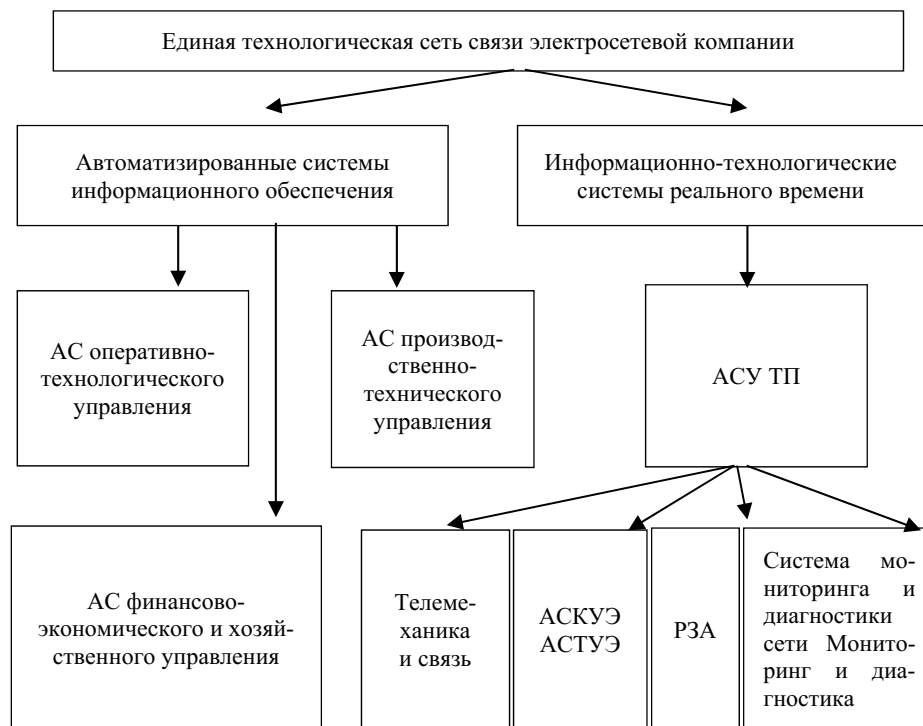 Единая технологическая сеть связи электросетевой компании
Автоматизированные системы
информационного обеспечения
Информационно-технологические
системы реального времени
АС оперативно-
технологического
управления
АС производ-
ственно-
технического
управления
АСУ ТП
АС финансово-
экономического и хозяй-
ственного управления
Телеме-
ханика
и связь
АСКУЭ
АСТУЭ
РЗА
Система мо-
ниторинга и
диагностики
сети Монито-
ринг и диа-
гностика